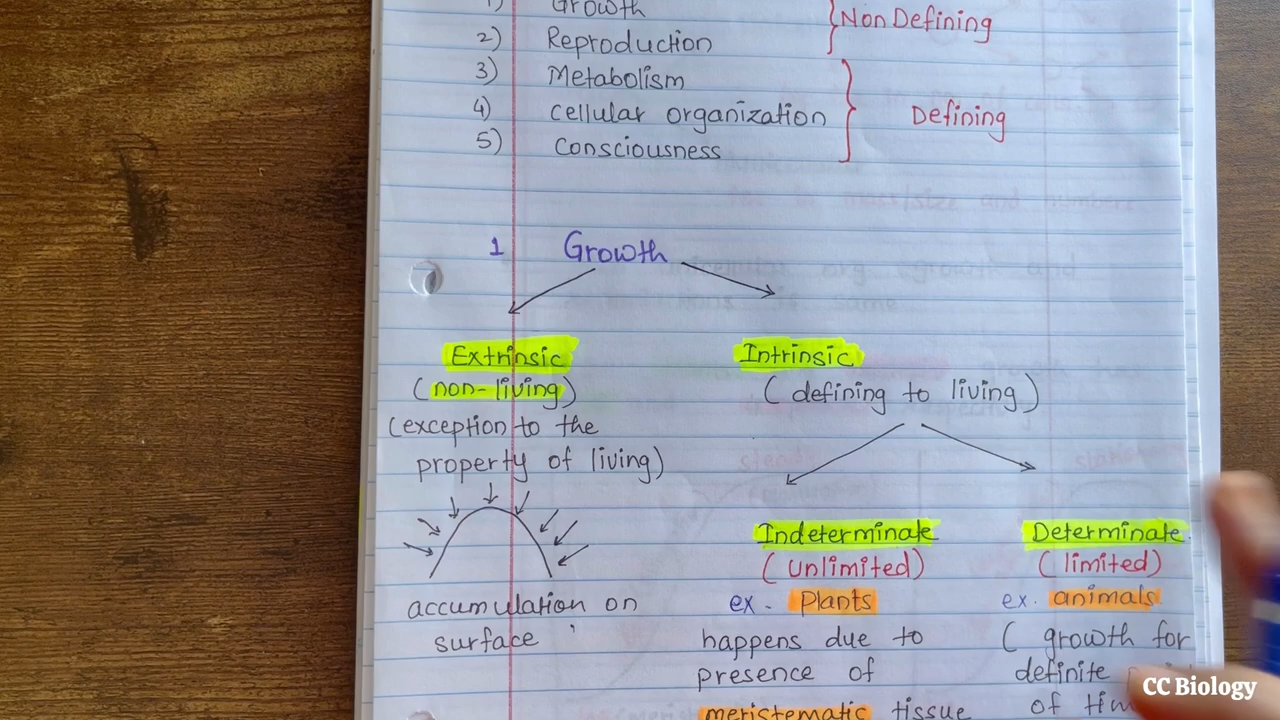 1) Growth
2) Reproduction
Non Defining
3) Metabolism
4) cellular organization
5) Consciousness
Defining
1 Growth
Extrinsic
(non-living)
(exception to the
property of living)
accumulation on
surface
Intrinsic
(defining to living)
Indeterminate
(unlimited)
ex. Plants
happens due to
presence of
meristematic tissue
Determinate
(limited)
ex. animals
( growth for
definite
of
CC Biology